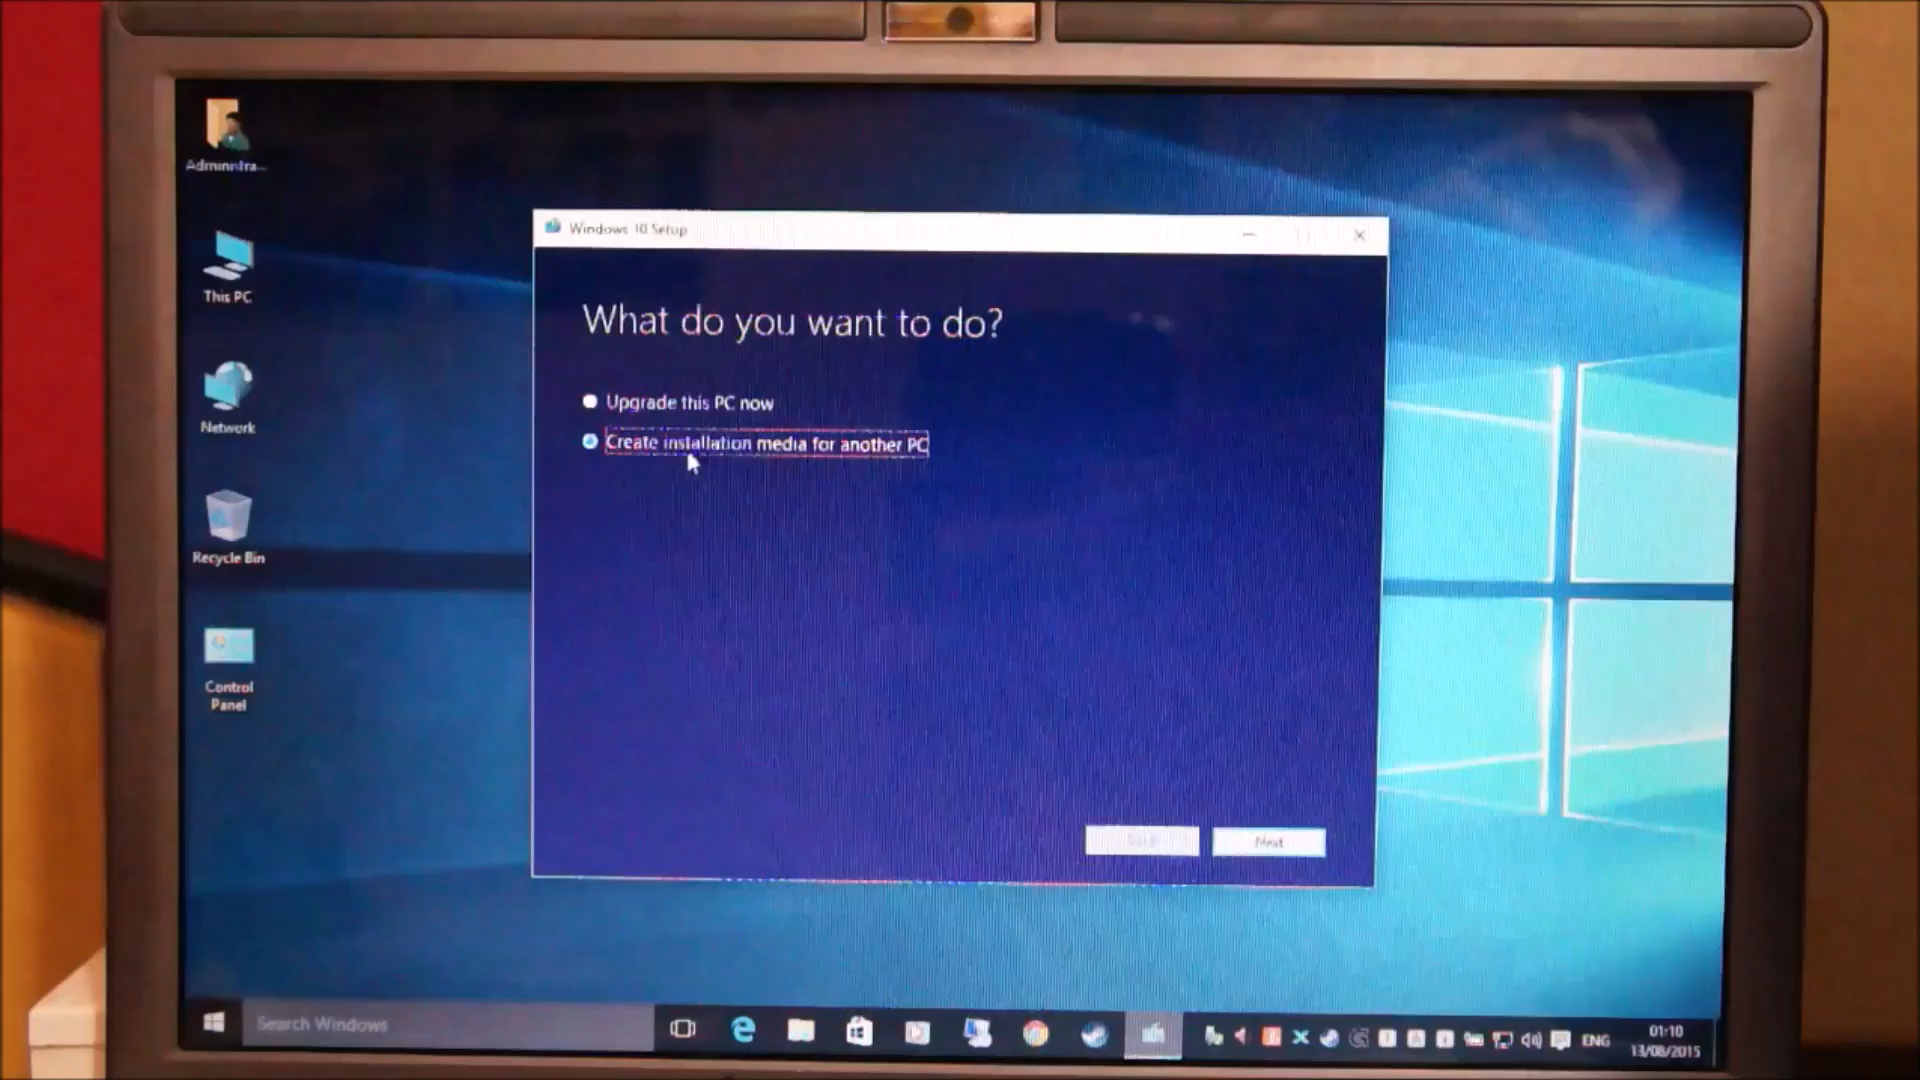 Administra...
This PC
Network
Recycle Bin
Control
Panel
Windows 10 Setup
What do you want to do?
Upgrade this PC now
Create installation media for another PC
Next
Search Windows
ENG
01:10
13/08/2015